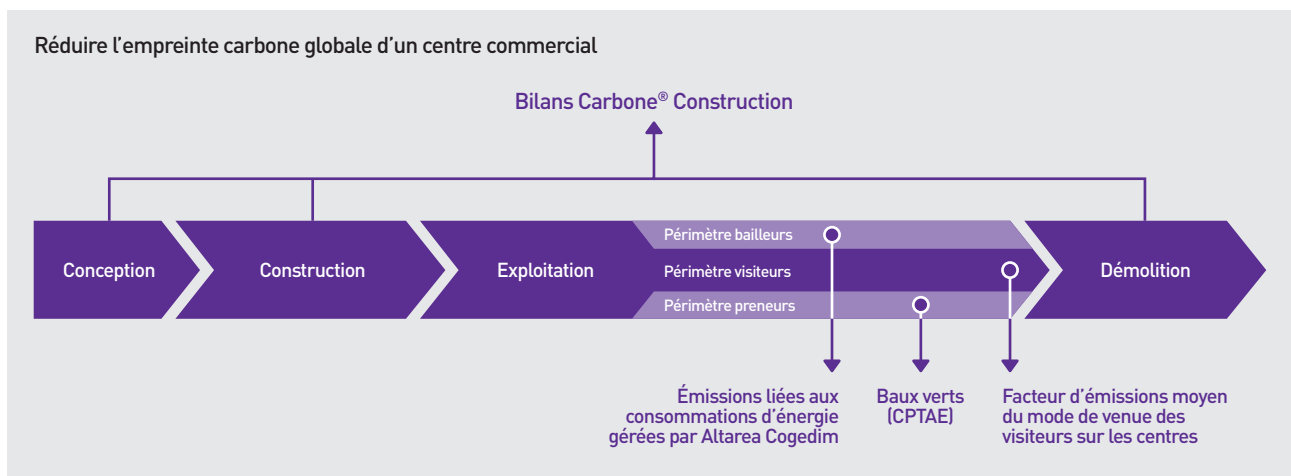 Réduire l’empreinte carbone globale d’un centre commercial
Bilans Carbone® Construction
Conception
Construction
Exploitation
Périmètre bailleurs
Périmètre visiteurs
Périmètre preneurs
Démolition
Émissions liées aux
consommations d’énergie
gérées par Altarea Cogedim
Baux verts
(CPTAE)
Facteur d’émissions moyen
du mode de venue des
visiteurs sur les centres